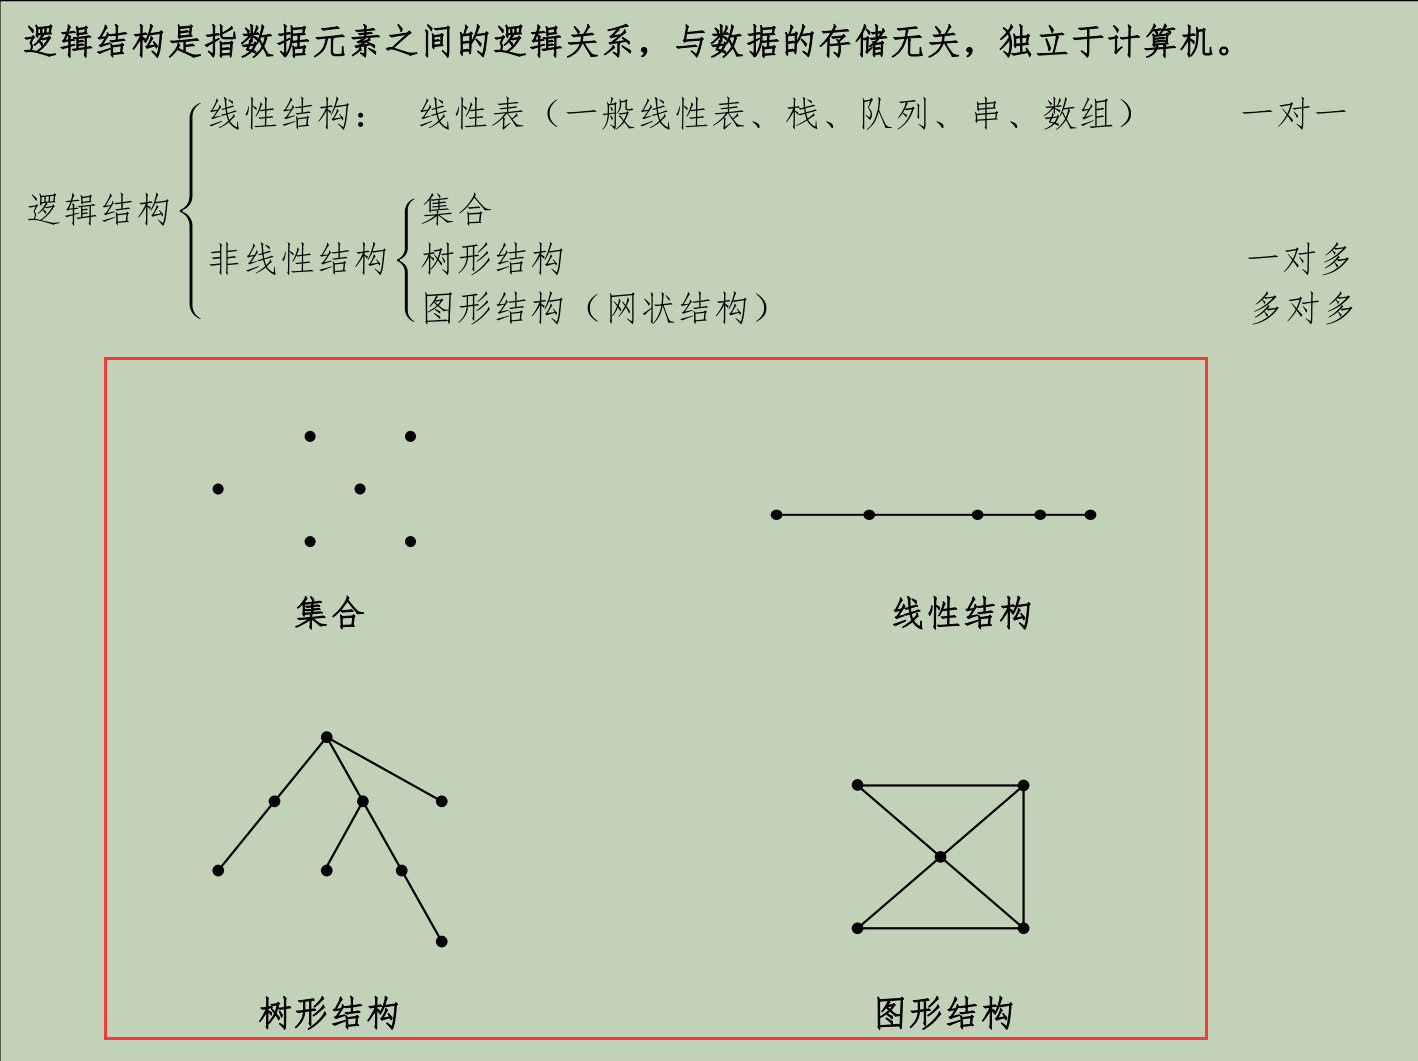 逻辑结构是指数据元素之间的逻辑关系，与数据的存储无关，独立于计算机。
线性结构： 线性表（一般线性表、栈、队列、串、数组） 一对一
逻辑结构
集合
非线性结构 树形结构 一对多
图形结构（网状结构） 多对多
集合 线性结构
树形结构 图形结构